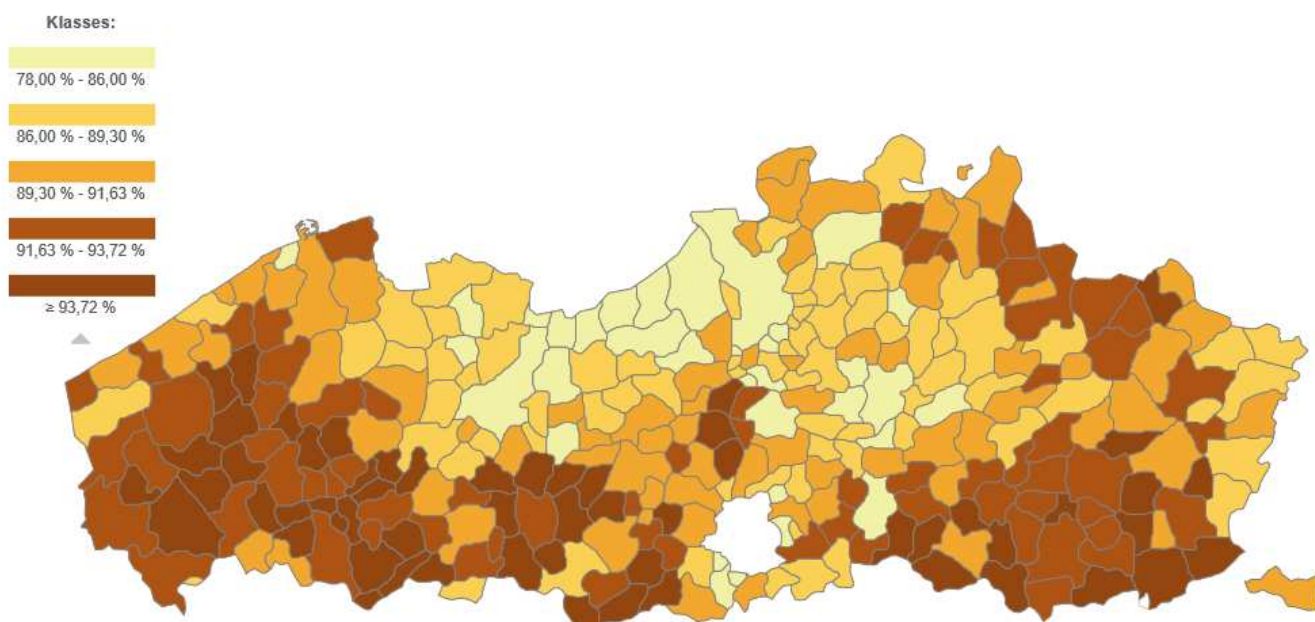 Klasses:
78,00 % - 86,00 %
86,00 % - 89,30 %
89,30 % - 91,63 %
91,63 % - 93,72 %
≥ 93,72 %